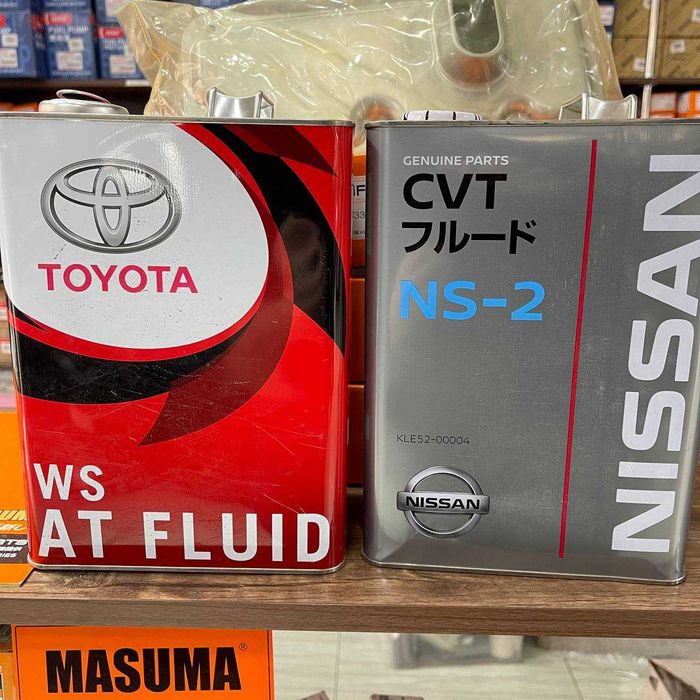 TOYOTA
WS
AT FLUID
GENUINE PARTS
CVT
フルード
NS-2
KLE52-00004
NISSAN
NISSAN
MASUMA®